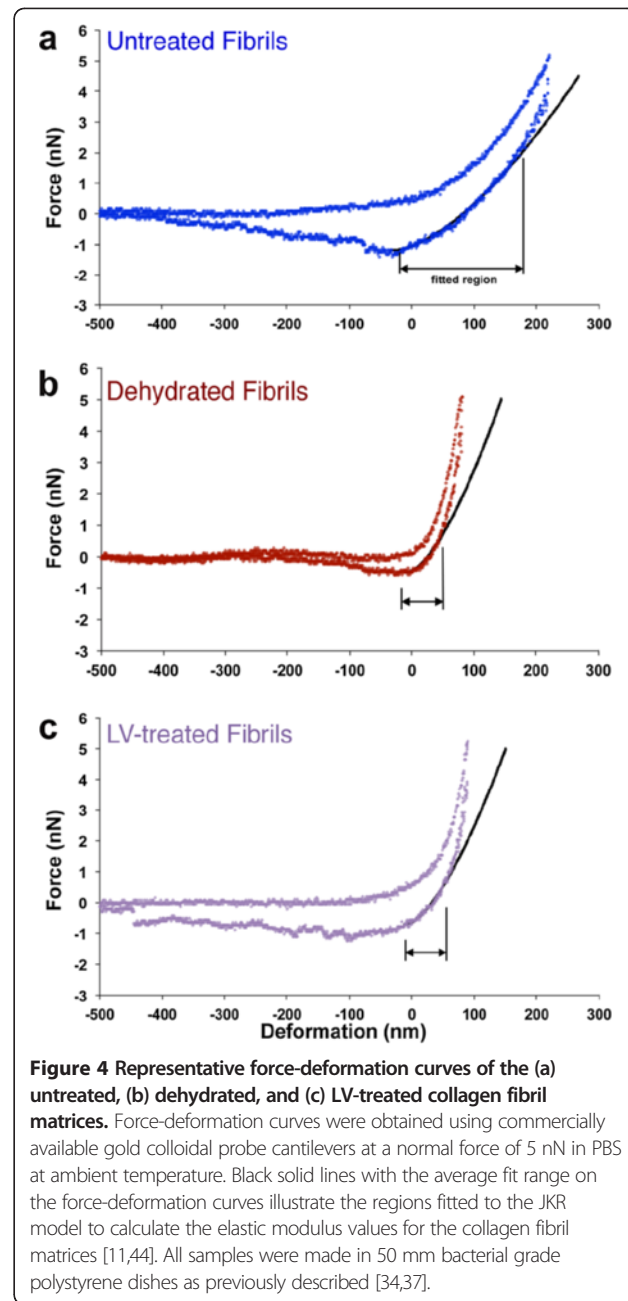 a Untreated Fibrils
6
5
4
3
2
1
0
-1
-2
-3
Force (nN)
fitted region
-500 -400 -300 -200 -100 0 100 200 300
b Dehydrated Fibrils
6
5
4
3
2
1
0
-1
-2
-3
Force (nN)
-500 -400 -300 -200 -100 0 100 200 300
c LV-treated Fibrils
6
5
4
3
2
1
0
-1
-2
-3
Force (nN)
-500 -400 -300 -200 -100 0 100 200 300
Deformation (nm)
Figure 4 Representative force-deformation curves of the (a)
untreated, (b) dehydrated, and (c) LV-treated collagen fibril
matrices. Force-deformation curves were obtained using commercially
available gold colloidal probe cantilevers at a normal force of 5 nN in PBS
at ambient temperature. Black solid lines with the average fit range on
the force-deformation curves illustrate the regions fitted to the JKR
model to calculate the elastic modulus values for the collagen fibril
matrices [11,44]. All samples were made in 50 mm bacterial grade
polystyrene dishes as previously described [34,37].